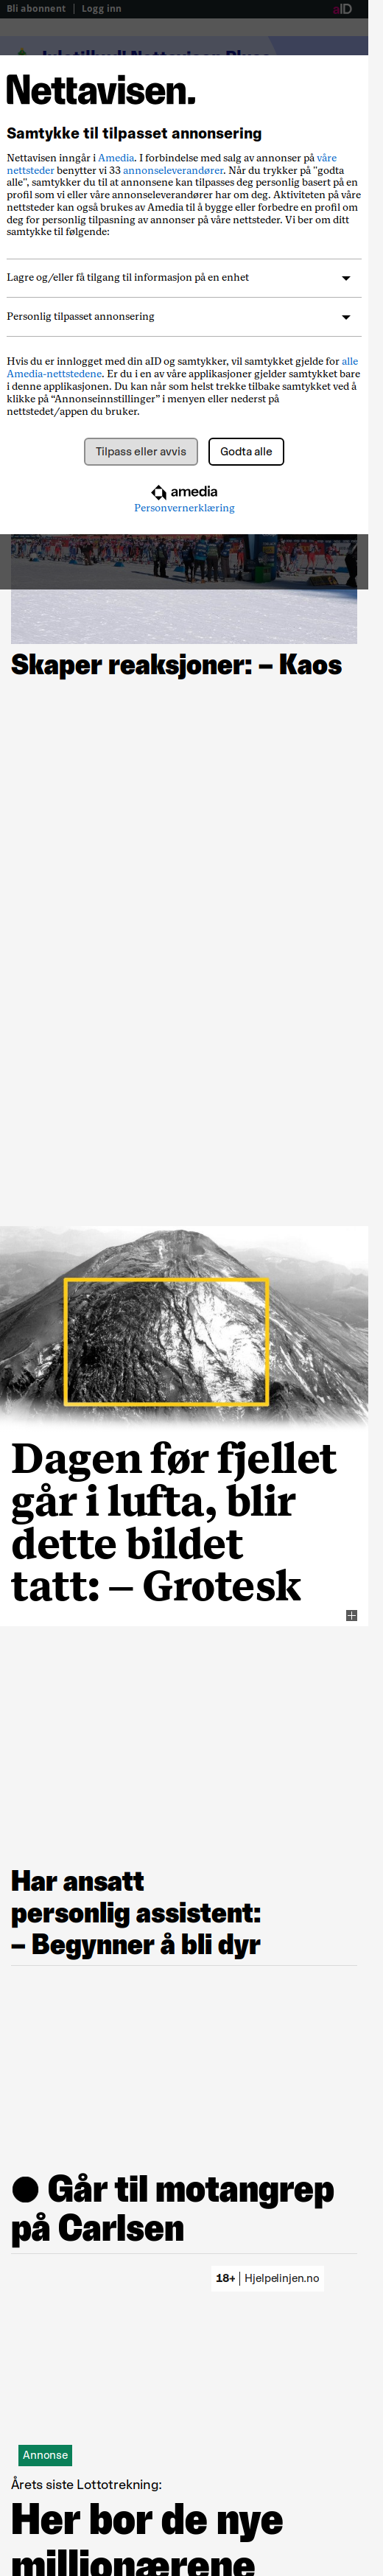 Bli abonnent | Logg inn
aID
Nettavisen.
Samtykke til tilpasset annonsering
Nettavisen inngår i Amedia. I forbindelse med salg av annonser på våre
nettsteder benytter vi 33 annonseleverandører. Når du trykker på "godta
alle", samtykker du til at annonsene kan tilpasses deg personlig basert på en
profil som vi eller våre annonseleverandører har om deg. Aktiviteten på våre
nettsteder kan også brukes av Amedia til å bygge eller forbedre en profil om
deg for personlig tilpasning av annonser på våre nettsteder. Vi ber om ditt
samtykke til følgende:
Lagre og/eller få tilgang til informasjon på en enhet
Personlig tilpasset annonsering
Hvis du er innlogget med din aID og samtykker, vil samtykket gjelde for alle
Amedia-nettstedene. Er du i en av våre applikasjoner gjelder samtykket bare
i denne applikasjonen. Du kan når som helst trekke tilbake samtykket ved å
klikke på “Annonseinnstillinger” i menyen eller nederst på
nettstedet/appen du bruker.
Tilpass eller avvis
Godta alle
amedia
Personvernerklæring
Skaper reaksjoner: – Kaos
Dagen før fjellet
går i lufta, blir
dette bildet
tatt: – Grotesk
Har ansatt
personlig assistent:
– Begynner å bli dyr
● Går til motangrep
på Carlsen
18+ | Hjelpelinjen.no
Annonse
Årets siste Lottotrekning:
Her bor de nye
millionærene